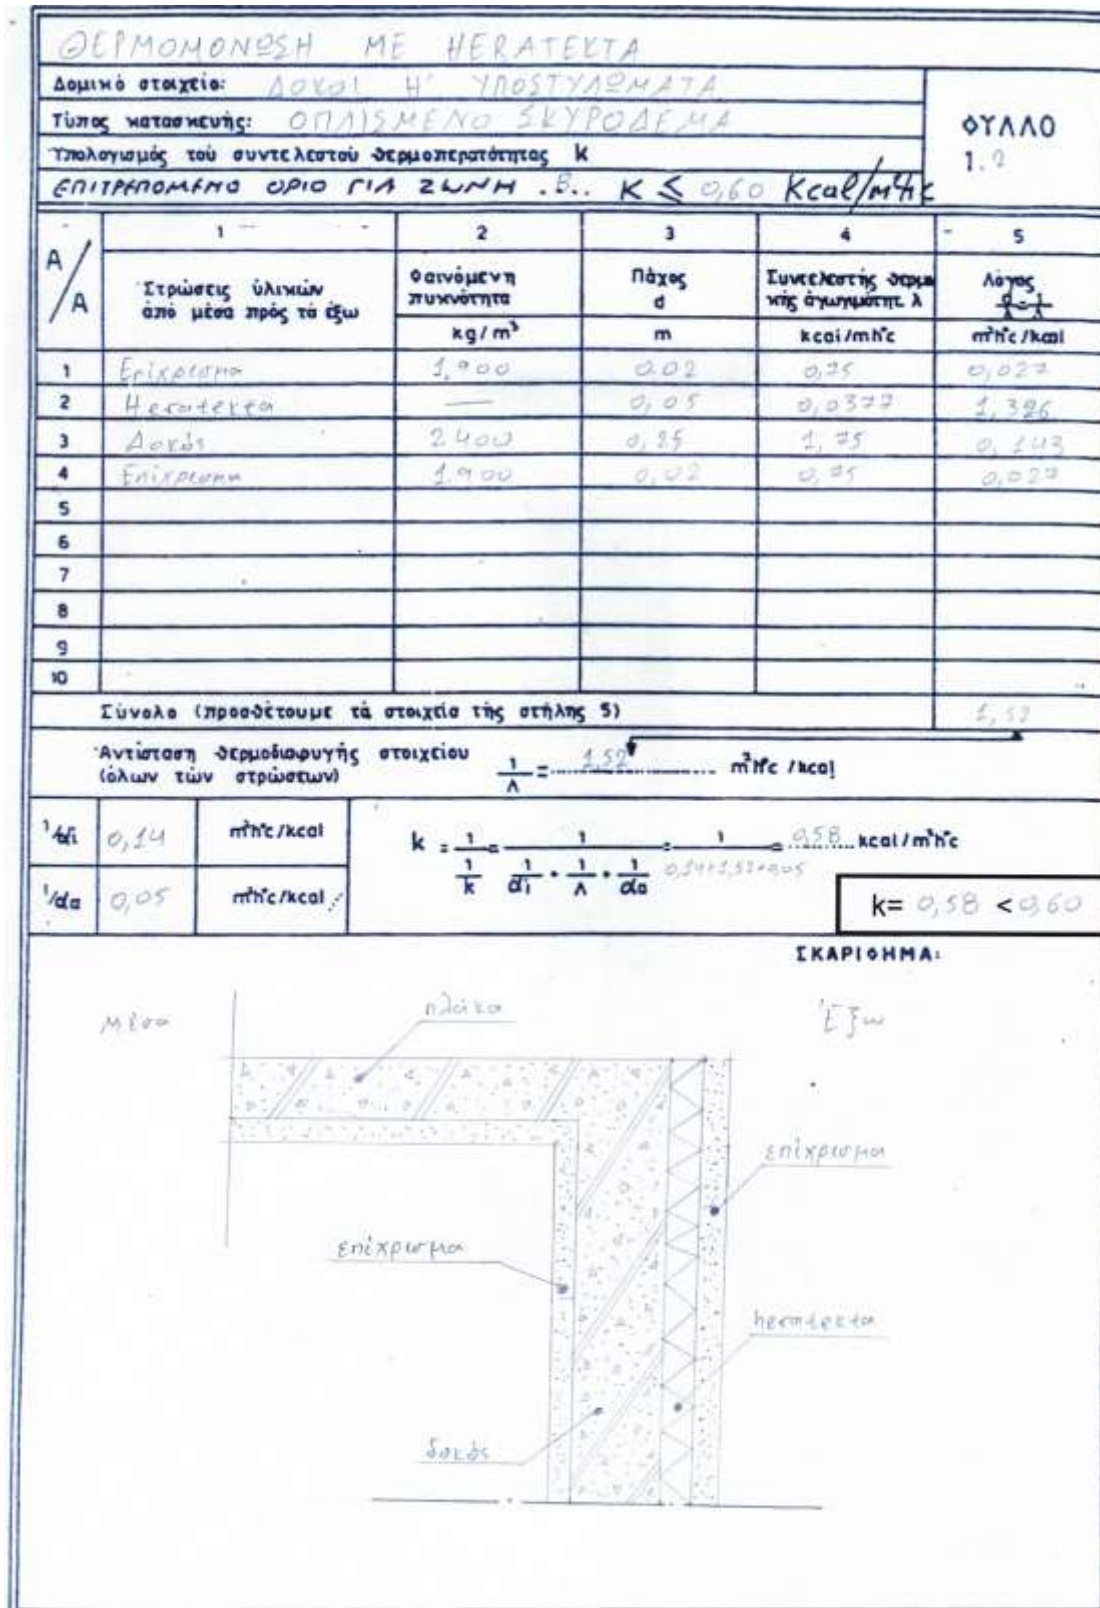 ΘΕΡΜΟΜΟΝΩΣΗ ΜΕ HERATEKTA
Δομικό στοιχείο: ΔΟΚΟΙ Η' ΥΠΟΣΤΥΛΩΜΑΤΑ
Τύπος κατασκευής: ΟΠΛΙΣΜΕΝΟ ΣΚΥΡΟΔΕΜΑ
ΦΥΛΛΟ
1.2
Υπολογισμός τοῦ συντελεστοῦ θερμοπερατότητας k
ΕΠΙΤΡΕΠΟΜΕΝΟ ΟΡΙΟ ΓΙΑ ΖΩΝΗ .Β.. K ≤ 0,60 Kcal/m²h°c
Α/Α
1 2 3 4 5
Στρώσεις ὑλικῶν ἀπό μέσα πρός τά ἔξω
Φαινόμενη πυκνότητα
Πάχος d
Συντελεστής θερμικής ἀγωγιμότητ. λ
Λόγος
kg/m³ m kcal/mh°c m²h°c/kcal
1 Επίχρισμα 1.900 0.02 0,75 0,027
2 Heratekta — 0,05 0,0377 1,326
3 Δοκός 2400 0,25 1,75 0,143
4 Επίχρισμα 1.900 0,02 0,75 0,027
5
6
7
8
9
10
Σύνολο (προσθέτουμε τά στοιχεία τής στήλης 5) 1,52
Ἀντίσταση θερμοδιαφυγής στοιχείου
(ὅλων τῶν στρώσεων) 1/Λ = 1,52 m²h°c/kcal
1/αi 0,14 m²h°c/kcal
k = 1/(1/k) = 1/(1/αi + 1/Λ + 1/αa) = 1/(0,14+1,52+0,05) = 0,58 kcal/m²h°c
1/αa 0,05 m²h°c/kcal
k= 0,58 < 0,60
ΣΚΑΡΙΦΗΜΑ:
Μέσα
πλάκα
Έξω
επίχρισμα
επίχρισμα
heratekta
δοκός